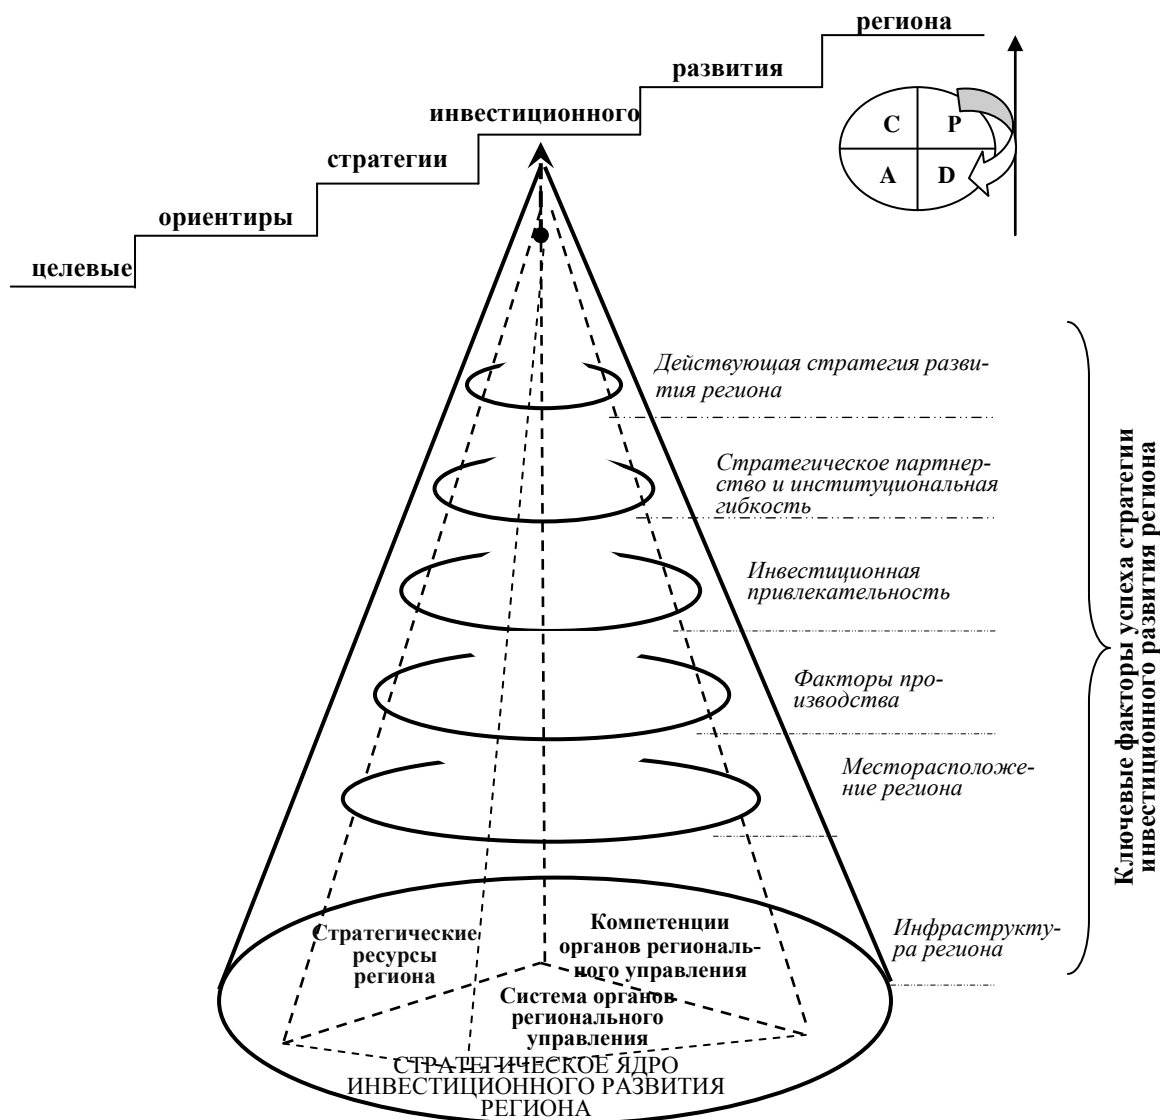 региона
развития
инвестиционного
стратегии
ориентиры
целевые
C P
A D
Действующая стратегия разви-
тия региона
Стратегическое партнер-
ство и институциональная
гибкость
Инвестиционная
привлекательность
Факторы про-
изводства
Месторасположе-
ние региона
Инфраструкту-
ра региона
Ключевые факторы успеха стратегии
инвестиционного развития региона
Стратегические
ресурсы
региона
Компетенции
органов региональ-
ного управления
Система органов
регионального
управления
СТРАТЕГИЧЕСКОЕ ЯДРО
ИНВЕСТИЦИОННОГО РАЗВИТИЯ
РЕГИОНА